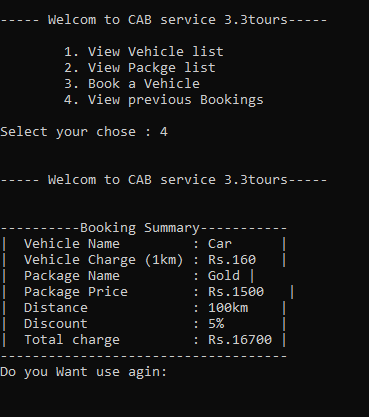 ----- Welcom to CAB service 3.3tours-----
1. View Vehicle list
2. View Packge list
3. Book a Vehicle
4. View previous Bookings
Select your chose : 4
----- Welcom to CAB service 3.3tours-----
----------Booking Summary-----------
|  Vehicle Name         : Car      |
|  Vehicle Charge (1km) : Rs.160   |
|  Package Name         : Gold |
|  Package Price        : Rs.1500   |
|  Distance             : 100km    |
|  Discount             : 5%       |
|  Total charge         : Rs.16700 |
------------------------------------
Do you Want use agin: